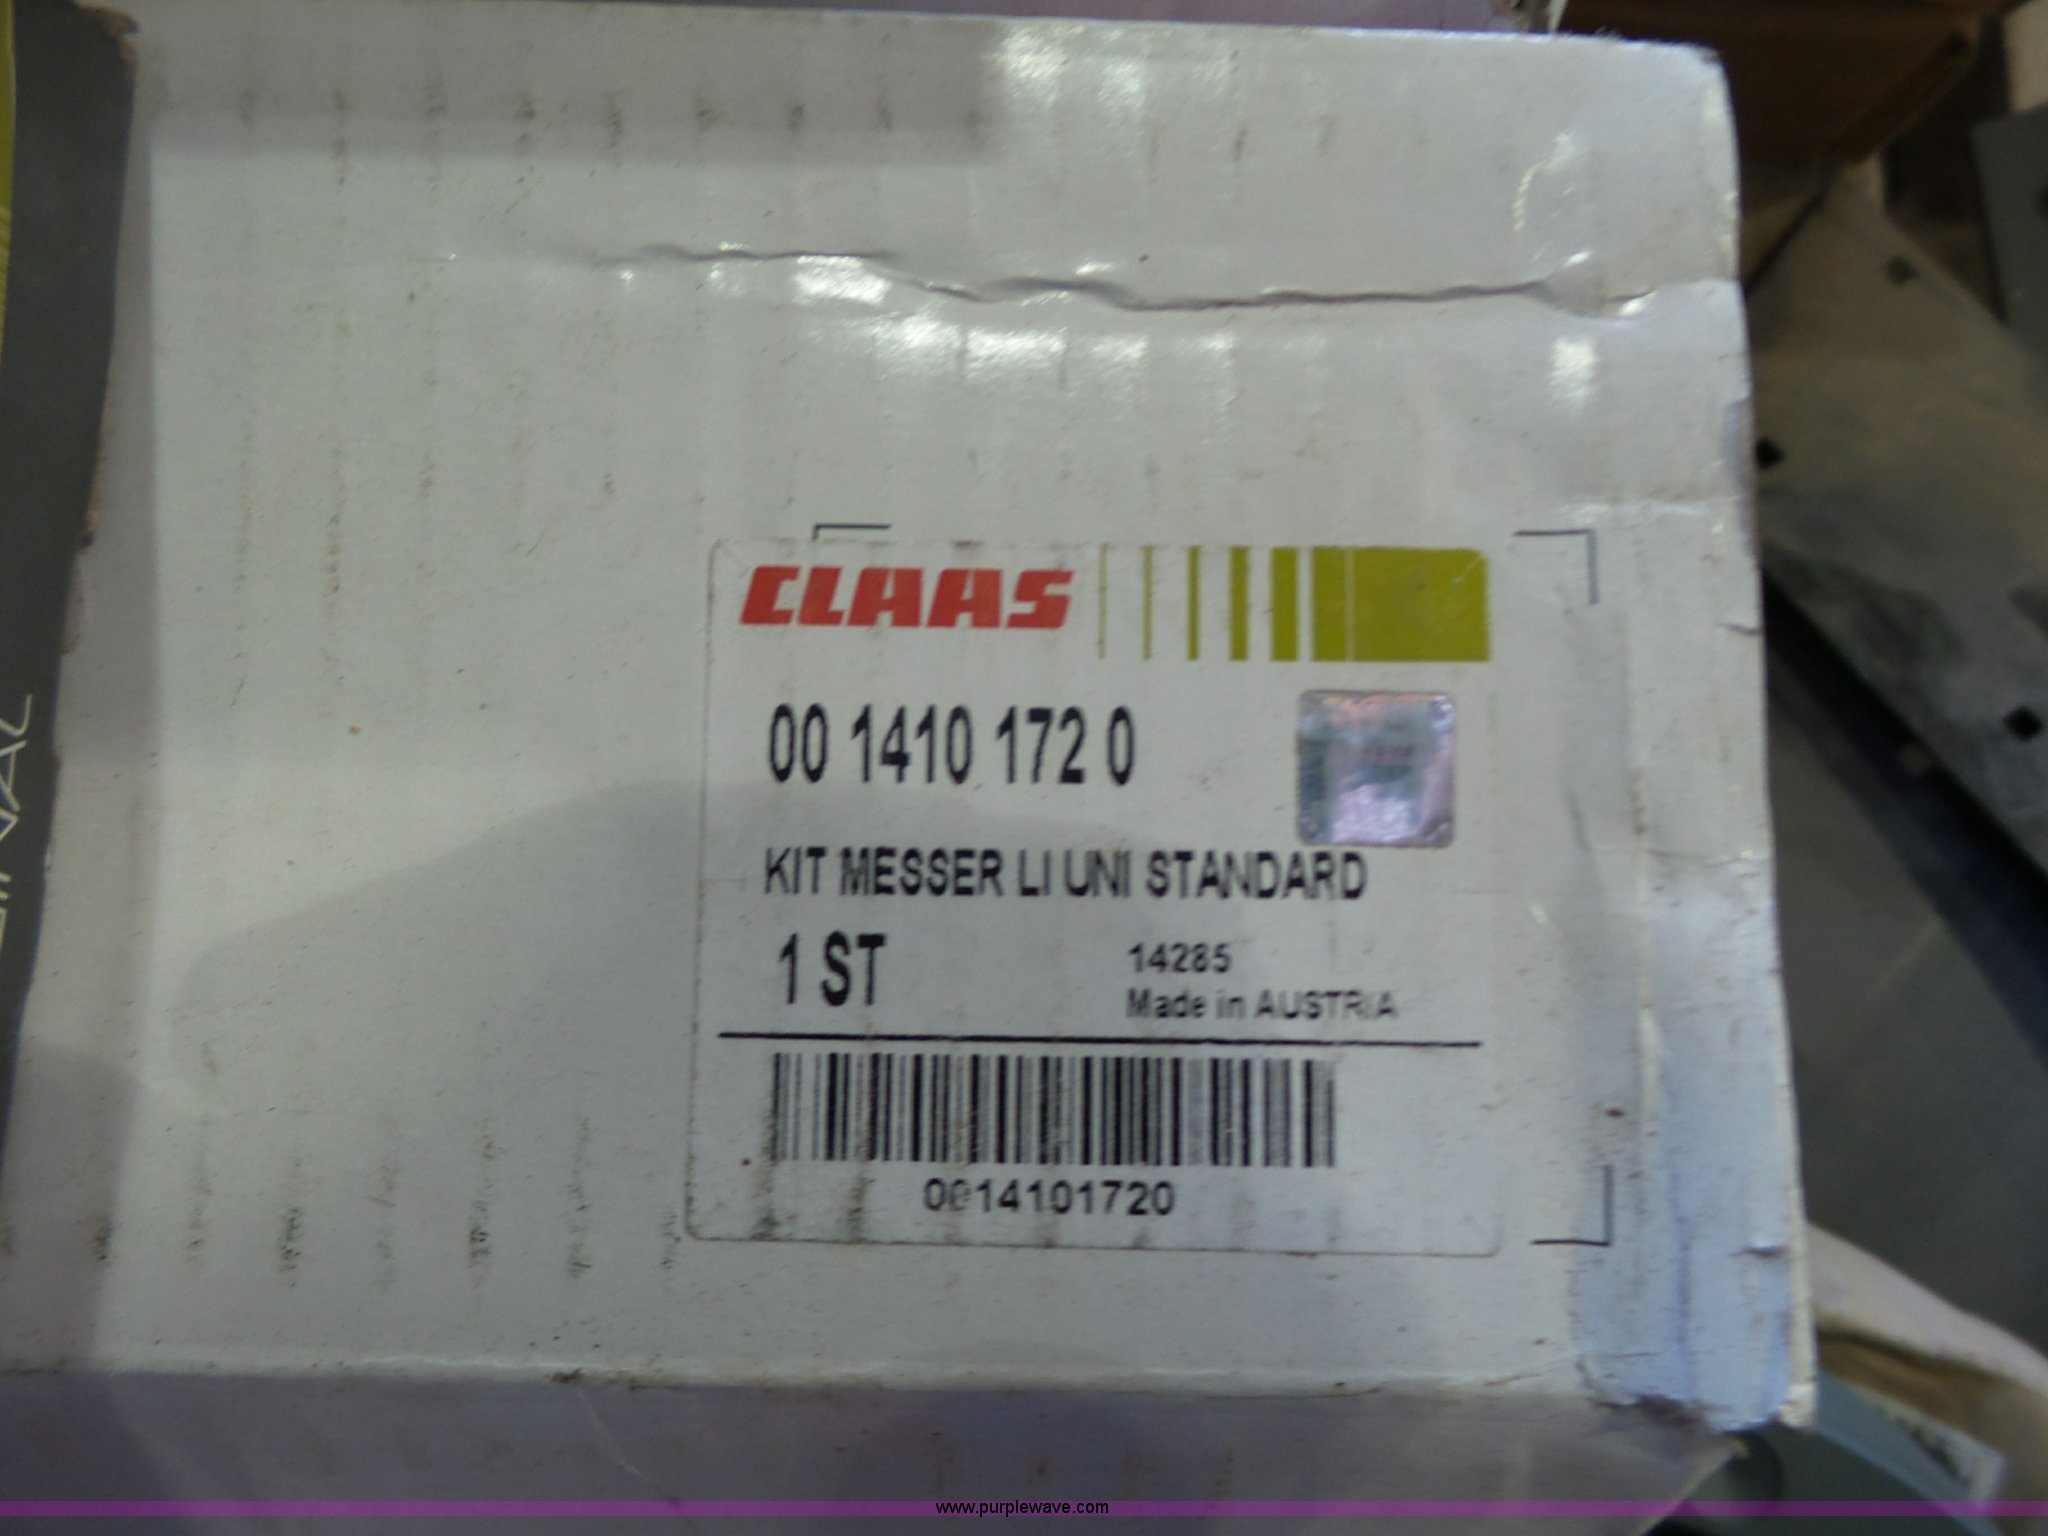 CLAAS
00 1410 172 0
KIT MESSER LI UNI STANDARD
1 ST
14285
Made in AUSTRIA
0014101720
www.purplewave.com